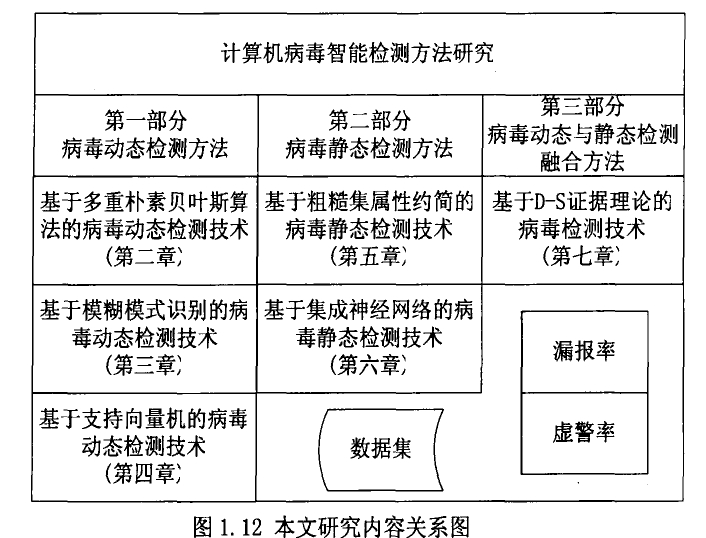 计算机病毒智能检测方法研究
第一部分
病毒动态检测方法
第二部分
病毒静态检测方法
第三部分
病毒动态与静态检测
融合方法
基于多重朴素贝叶斯算
法的病毒动态检测技术
(第二章)
基于粗糙集属性约简的
病毒静态检测技术
(第五章)
基于D-S证据理论的
病毒检测技术
(第七章)
基于模糊模式识别的病
毒动态检测技术
(第三章)
基于集成神经网络的病
毒静态检测技术
(第六章)
漏报率
虚警率
基于支持向量机的病毒
动态检测技术
(第四章)
数据集
图1.12 本文研究内容关系图